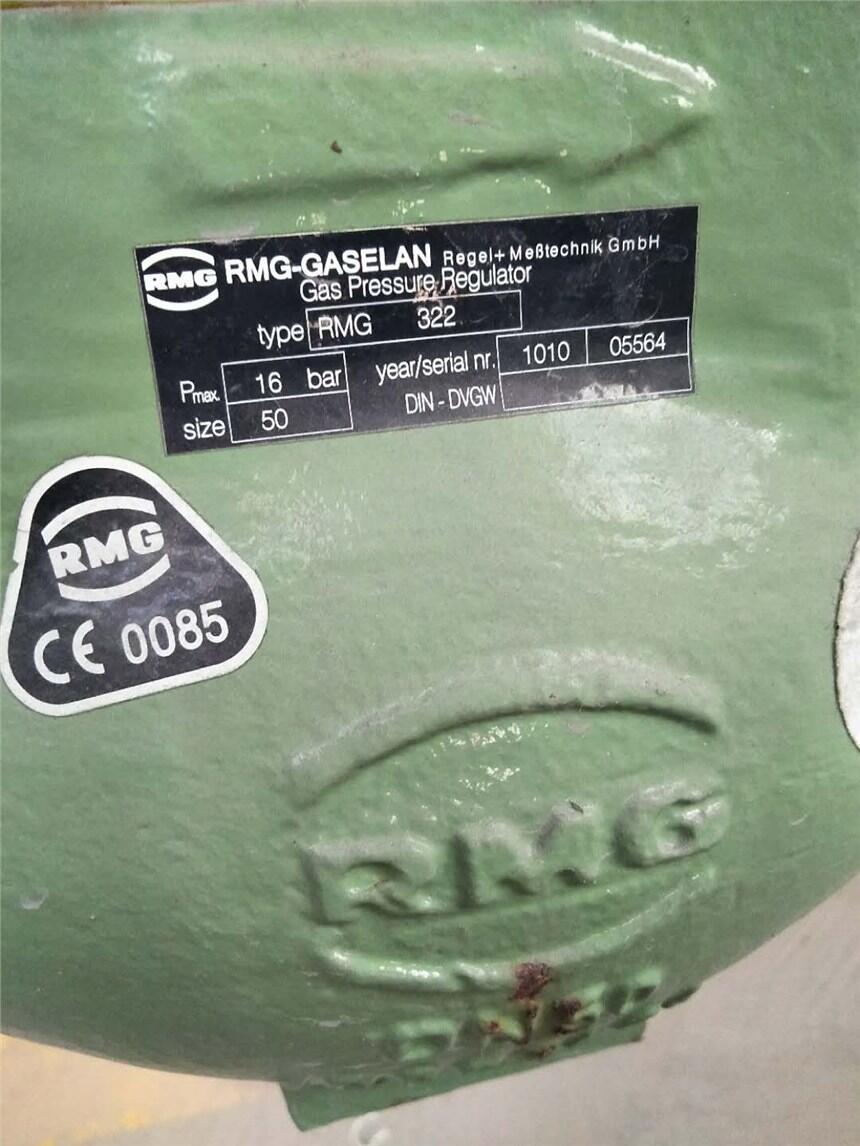 RMG RMG-GASELAN Regel+Meßtechnik GmbH
Gas Pressure Regulator
type RMG 322
Pmax. 16 bar year/serial nr. 1010 05564
size 50 DIN-DVGW
RMG
CE 0085
RMG